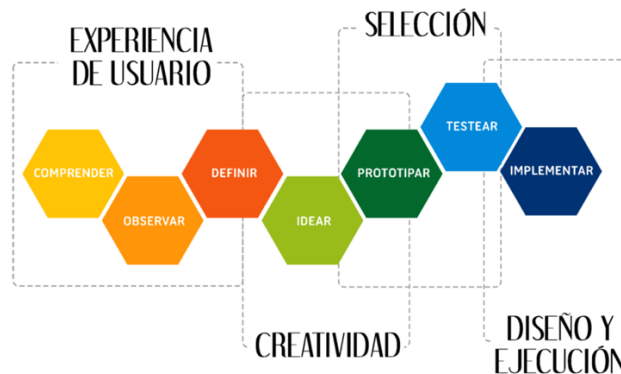 EXPERIENCIA
DE USUARIO
SELECCIÓN
COMPRENDER
OBSERVAR
DEFINIR
IDEAR
PROTOTIPAR
TESTEAR
IMPLEMENTAR
CREATIVIDAD
DISEÑO Y
EJECUCIÓN